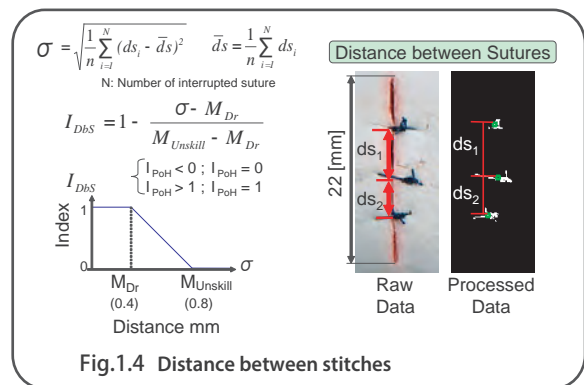 σ = √(1/n Σ_{i=1}^{N} (ds_i - d̄s)²)    d̄s = 1/n Σ_{i=1}^{N} ds_i
N: Number of interrupted suture
I_DbS = 1 - (σ - M_Dr) / (M_Unskill - M_Dr)
I_DbS { I_PoH < 0 ; I_PoH = 0
I_PoH > 1 ; I_PoH = 1
Index
1
0
σ
M_Dr
(0.4)
M_Unskill
(0.8)
Distance mm
Distance between Sutures
22 [mm]
ds₁
ds₂
Raw
Data
ds₁
ds₂
Processed
Data
Fig.1.4 Distance between stitches